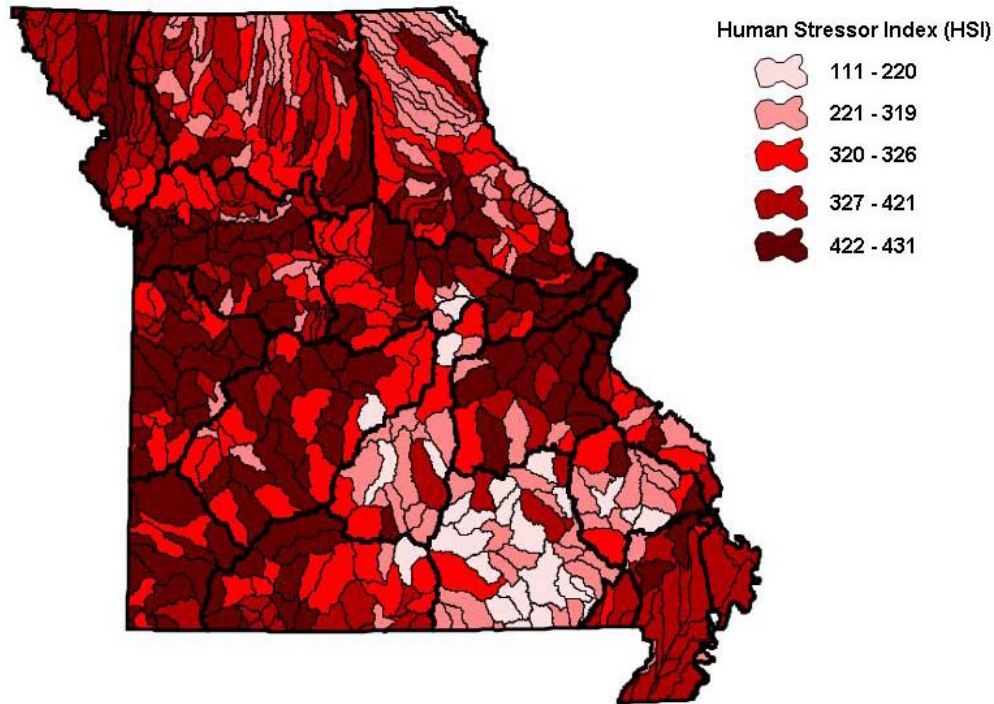 Human Stressor Index (HSI)
111 - 220
221 - 319
320 - 326
327 - 421
422 - 431